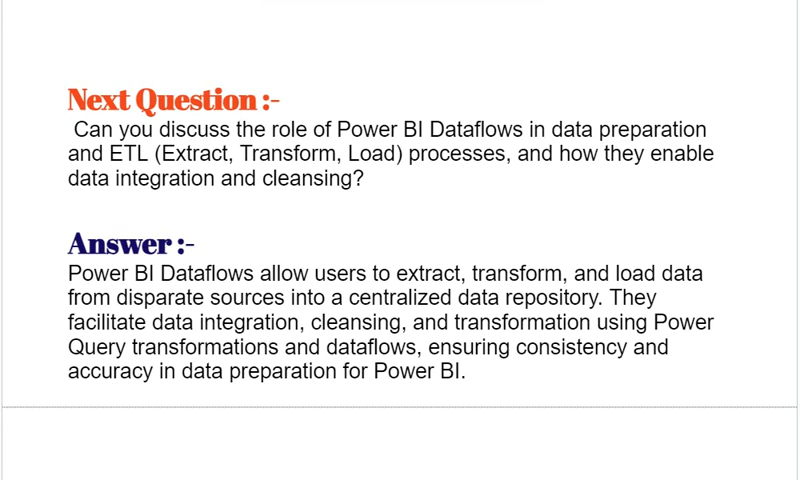 Next Question :-
Can you discuss the role of Power BI Dataflows in data preparation
and ETL (Extract, Transform, Load) processes, and how they enable
data integration and cleansing?
Answer :-
Power BI Dataflows allow users to extract, transform, and load data
from disparate sources into a centralized data repository. They
facilitate data integration, cleansing, and transformation using Power
Query transformations and dataflows, ensuring consistency and
accuracy in data preparation for Power BI.